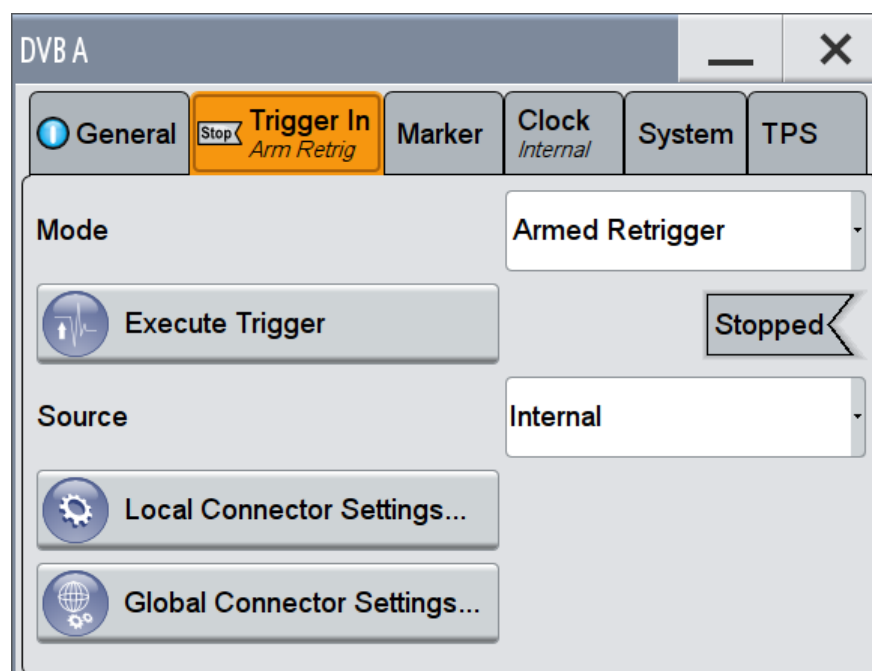 DVB A
General
Stop
Trigger In
Arm Retrig
Marker
Clock
Internal
System
TPS
Mode
Armed Retrigger
Execute Trigger
Stopped
Source
Internal
Local Connector Settings...
Global Connector Settings...